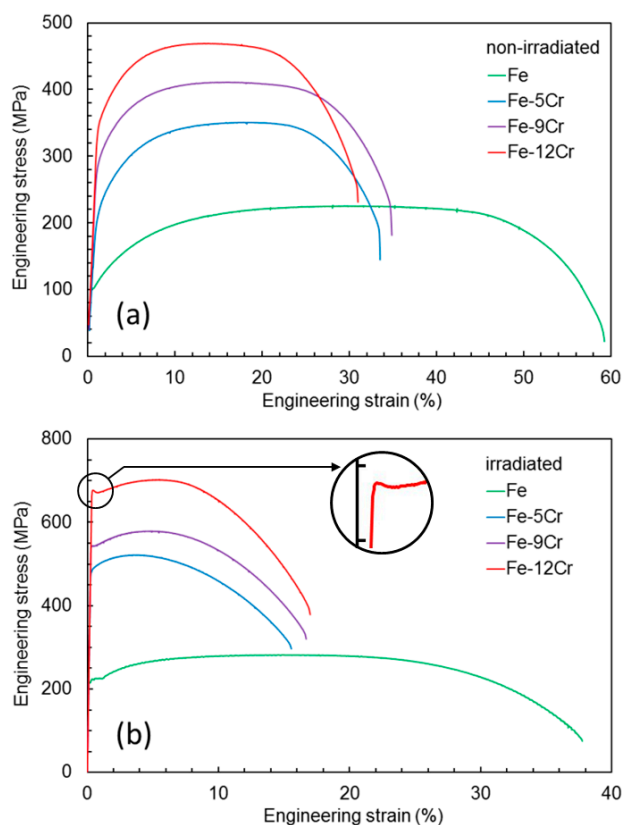 500
400
300
200
100
0
Engineering stress (MPa)
non-irradiated
Fe
Fe-5Cr
Fe-9Cr
Fe-12Cr
(a)
0 10 20 30 40 50 60
Engineering strain (%)
800
600
400
200
0
Engineering stress (MPa)
irradiated
Fe
Fe-5Cr
Fe-9Cr
Fe-12Cr
(b)
0 10 20 30 40
Engineering strain (%)